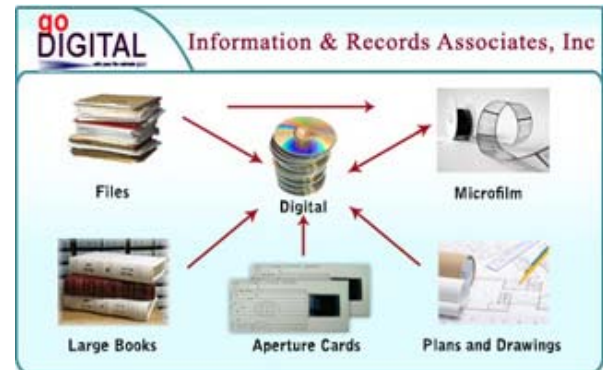 go
DIGITAL
Information & Records Associates, Inc
Files
Digital
Microfilm
Large Books
Aperture Cards
Plans and Drawings